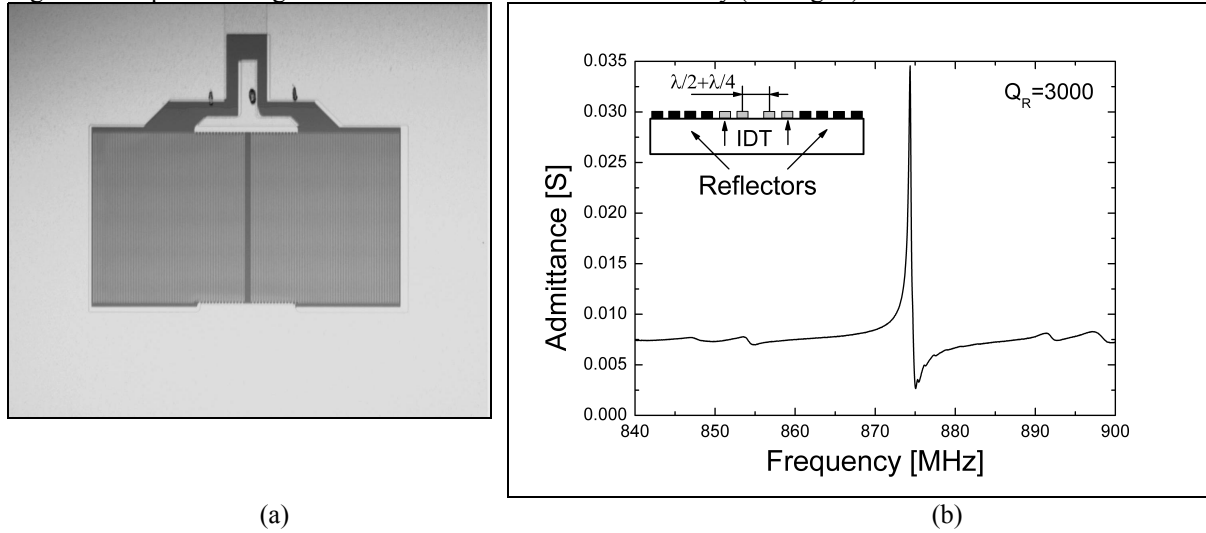 0.035
0.030
0.025
0.020
0.015
0.010
0.005
0.000
Admittance [S]
λ/2+λ/4
Q_R=3000
IDT
Reflectors
840 850 860 870 880 890 900
Frequency [MHz]
(a) (b)